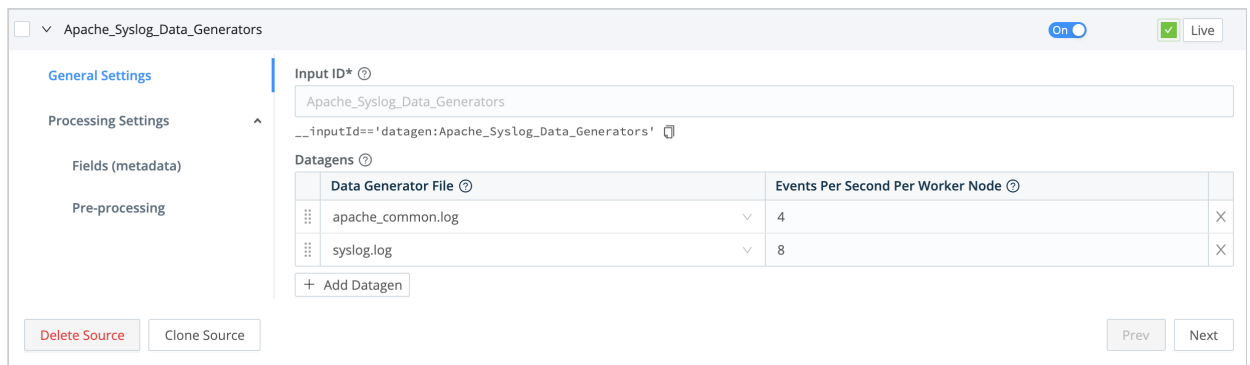 Apache_Syslog_Data_Generators On Live
General Settings
Processing Settings
Fields (metadata)
Pre-processing
Input ID*
Apache_Syslog_Data_Generators
__inputId=='datagen:Apache_Syslog_Data_Generators'
Datagens
Data Generator File Events Per Second Per Worker Node
apache_common.log 4
syslog.log 8
+ Add Datagen
Delete Source Clone Source Prev Next